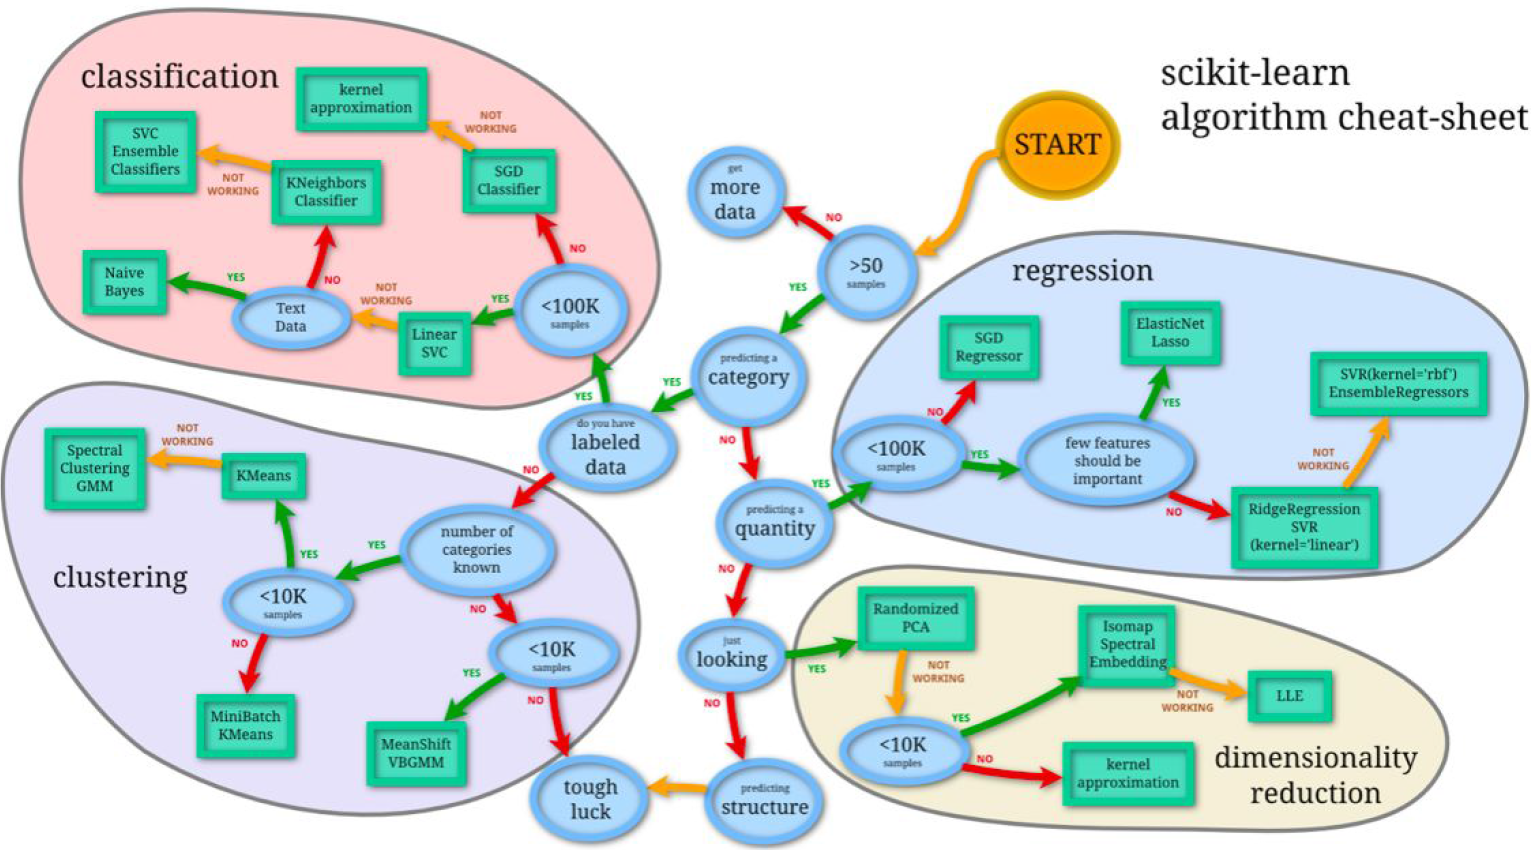 scikit-learn
algorithm cheat-sheet
START
classification
kernel
approximation
NOT
WORKING
SVC
Ensemble
Classifiers
NOT
WORKING
KNeighbors
Classifier
SGD
Classifier
NO
Naive
Bayes
YES
NO
Text
Data
NOT
WORKING
Linear
SVC
YES
<100K
samples
YES
get
more
data
NO
>50
samples
YES
predicting a
category
YES
NO
do you have
labeled
data
NO
predicting a
quantity
YES
NO
just
looking
YES
NO
predicting
structure
tough
luck
regression
SGD
Regressor
ElasticNet
Lasso
SVR(kernel='rbf')
EnsembleRegressors
NO
YES
<100K
samples
YES
few features
should be
important
NOT
WORKING
NO
RidgeRegression
SVR
(kernel='linear')
clustering
Spectral
Clustering
GMM
NOT
WORKING
KMeans
number of
categories
known
YES
YES
<10K
samples
NO
NO
<10K
samples
YES
NO
MiniBatch
KMeans
MeanShift
VBGMM
Randomized
PCA
NOT
WORKING
Isomap
Spectral
Embedding
NOT
WORKING
LLE
YES
<10K
samples
NO
kernel
approximation
dimensionality
reduction